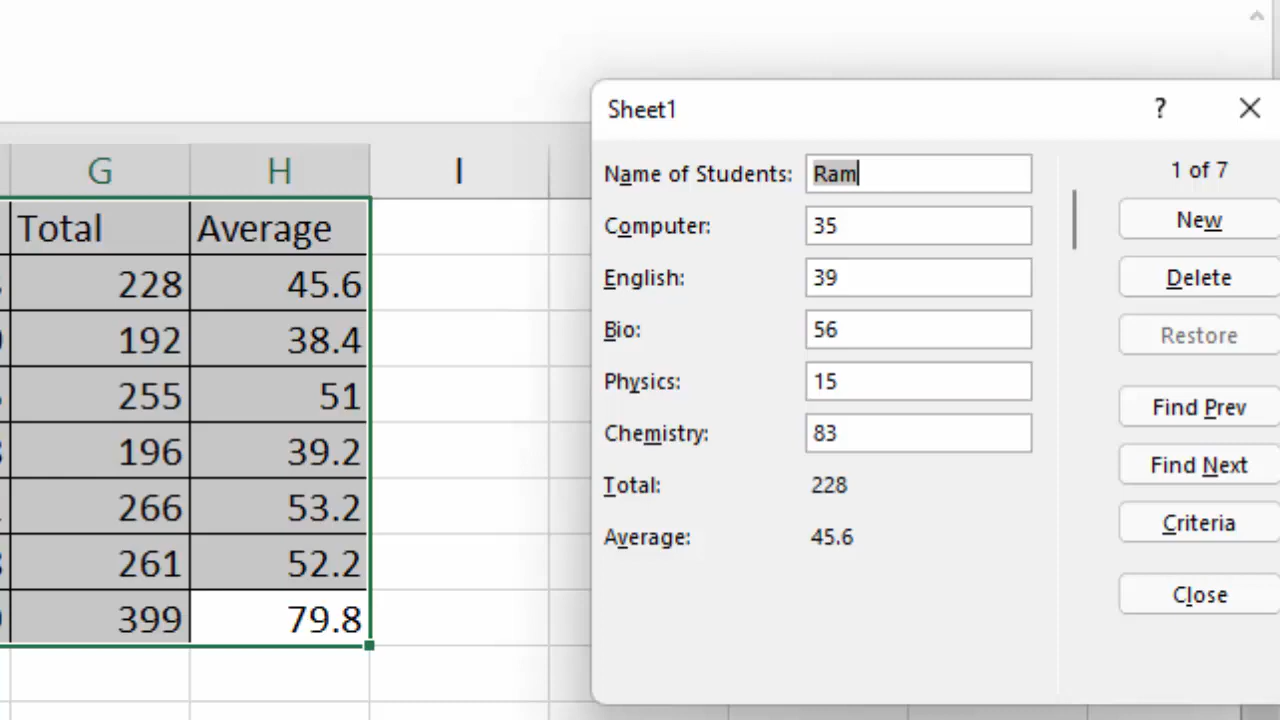 G H I
Total Average
228 45.6
192 38.4
255 51
196 39.2
266 53.2
261 52.2
399 79.8
Sheet1 ?
Name of Students: Ram
Computer: 35
English: 39
Bio: 56
Physics: 15
Chemistry: 83
Total: 228
Average: 45.6
1 of 7
New
Delete
Restore
Find Prev
Find Next
Criteria
Close